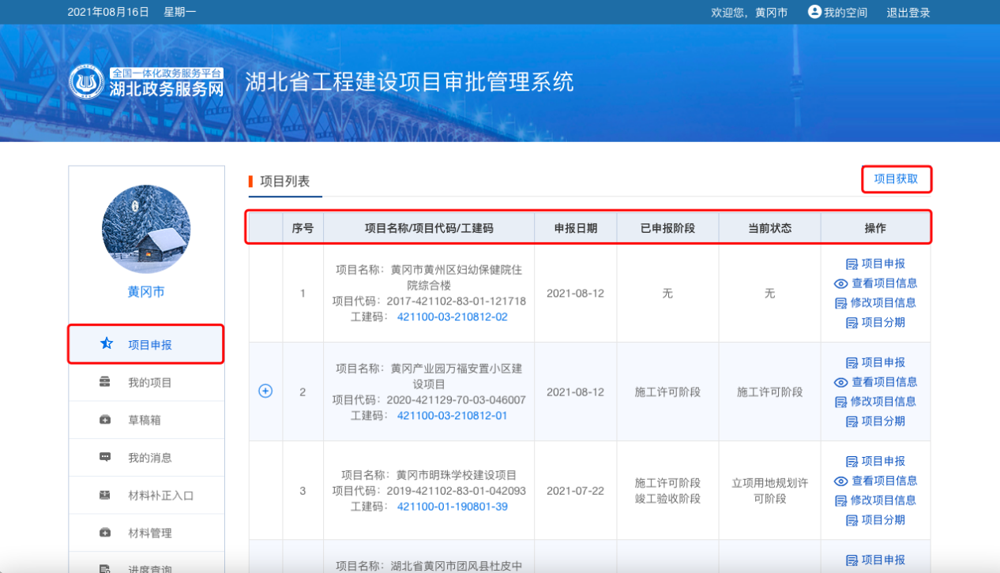 2021年08月16日 星期一
欢迎您，黄冈市 我的空间 退出登录
全国一体化政务服务平台
湖北政务服务网
湖北省工程建设项目审批管理系统
黄冈市
项目申报
我的项目
草稿箱
我的消息
材料补正入口
材料管理
进度查询
项目列表
项目获取
序号 项目名称/项目代码/工建码 申报日期 已申报阶段 当前状态 操作
1
项目名称：黄冈市黄州区妇幼保健院住
院综合楼
项目代码：2017-421102-83-01-121718
工建码：421100-03-210812-02
2021-08-12
无
无
项目申报
查看项目信息
修改项目信息
项目分期
2
项目名称：黄冈产业园万福安置小区建
设项目
项目代码：2020-421129-70-03-046007
工建码：421100-03-210812-01
2021-08-12
施工许可阶段
施工许可阶段
项目申报
查看项目信息
修改项目信息
项目分期
3
项目名称：黄冈市明珠学校建设项目
项目代码：2019-421102-83-01-042093
工建码：421100-01-190801-39
2021-07-22
施工许可阶段
竣工验收阶段
立项用地规划许
可阶段
项目申报
查看项目信息
修改项目信息
项目分期
项目名称：湖北省黄冈市团风县杜皮中
项目申报